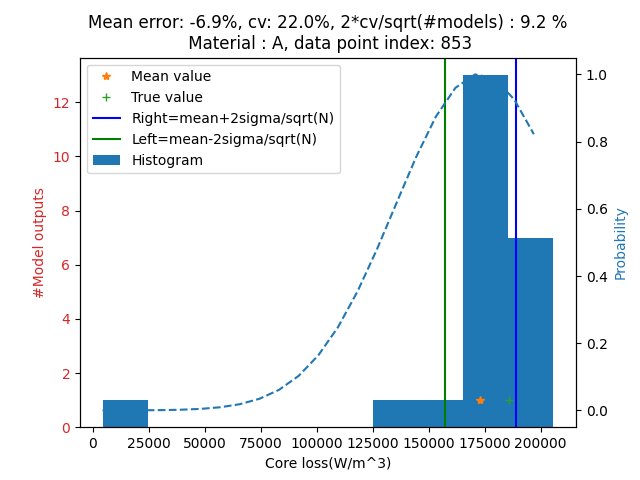 Mean error: -6.9%, cv: 22.0%, 2*cv/sqrt(#models) : 9.2 %
Material : A, data point index: 853
Mean value
True value
Right=mean+2sigma/sqrt(N)
Left=mean-2sigma/sqrt(N)
Histogram
#Model outputs
12
10
8
6
4
2
0
1.0
0.8
0.6
0.4
0.2
0.0
Probability
0 25000 50000 75000 100000 125000 150000 175000 200000
Core loss(W/m^3)